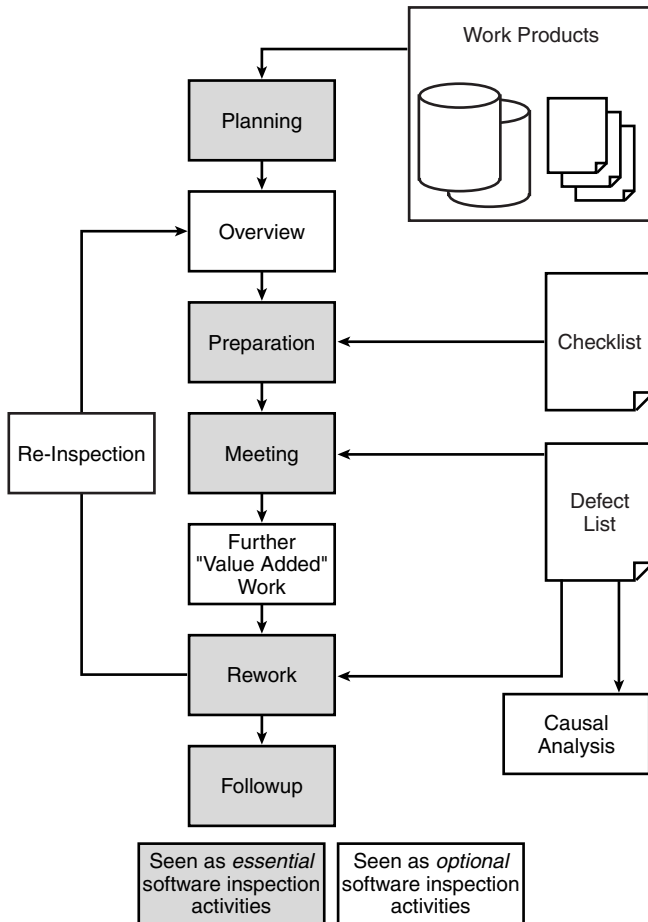 Work Products
Planning
Overview
Preparation
Checklist
Re-Inspection
Meeting
Defect
List
Further
"Value Added"
Work
Rework
Causal
Analysis
Followup
Seen as essential
software inspection
activities
Seen as optional
software inspection
activities